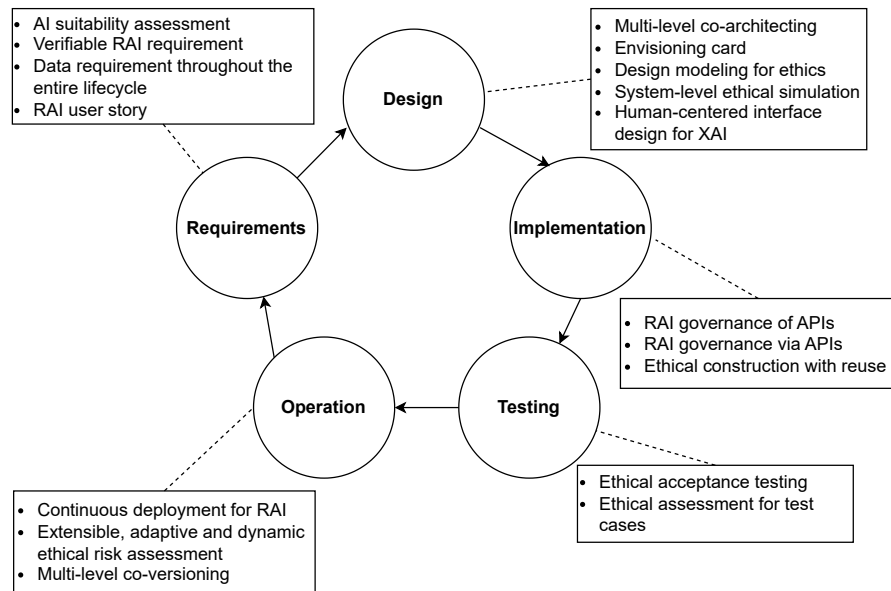 • AI suitability assessment
• Verifiable RAI requirement
• Data requirement throughout the
entire lifecycle
• RAI user story
Design
• Multi-level co-architecting
• Envisioning card
• Design modeling for ethics
• System-level ethical simulation
• Human-centered interface
design for XAI
Requirements
Implementation
• RAI governance of APIs
• RAI governance via APIs
• Ethical construction with reuse
Operation
Testing
• Continuous deployment for RAI
• Extensible, adaptive and dynamic
ethical risk assessment
• Multi-level co-versioning
• Ethical acceptance testing
• Ethical assessment for test
cases